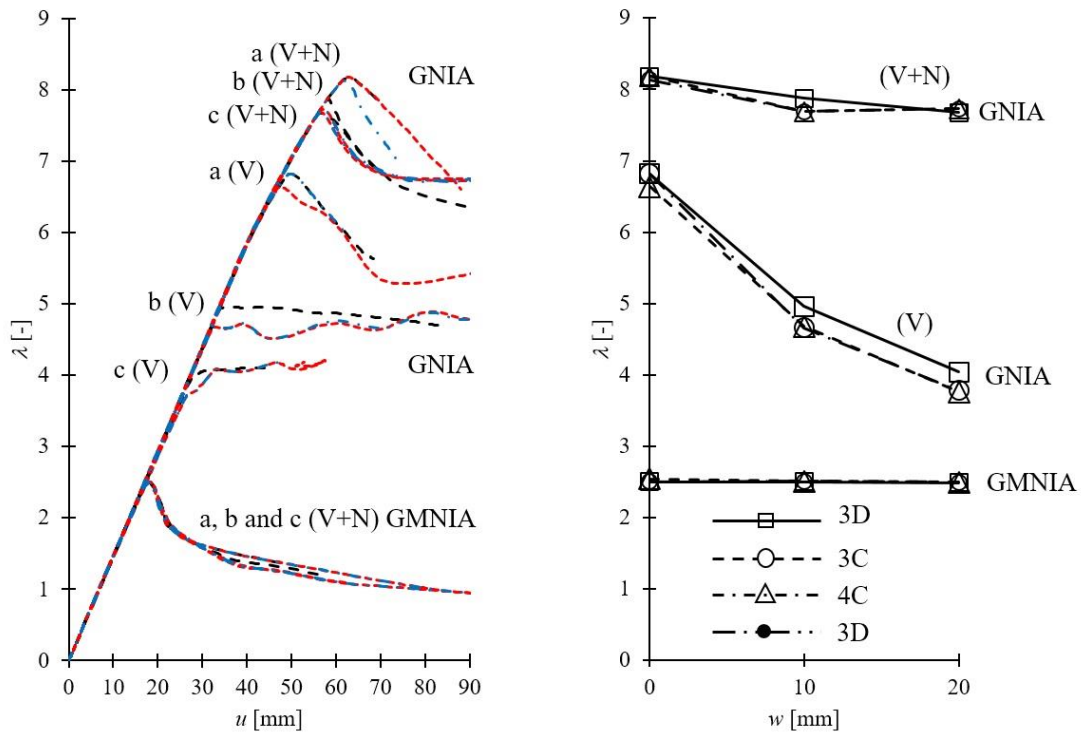 9
8
7
6
5
4
3
2
1
0
λ [-]
a (V+N)
b (V+N)
c (V+N)
GNIA
a (V)
b (V)
c (V)
GNIA
a, b and c (V+N) GMNIA
0 10 20 30 40 50 60 70 80 90
u [mm]
9
8
7
6
5
4
3
2
1
0
λ [-]
(V+N)
GNIA
(V)
GNIA
GMNIA
3D
3C
4C
3D
0 10 20
w [mm]